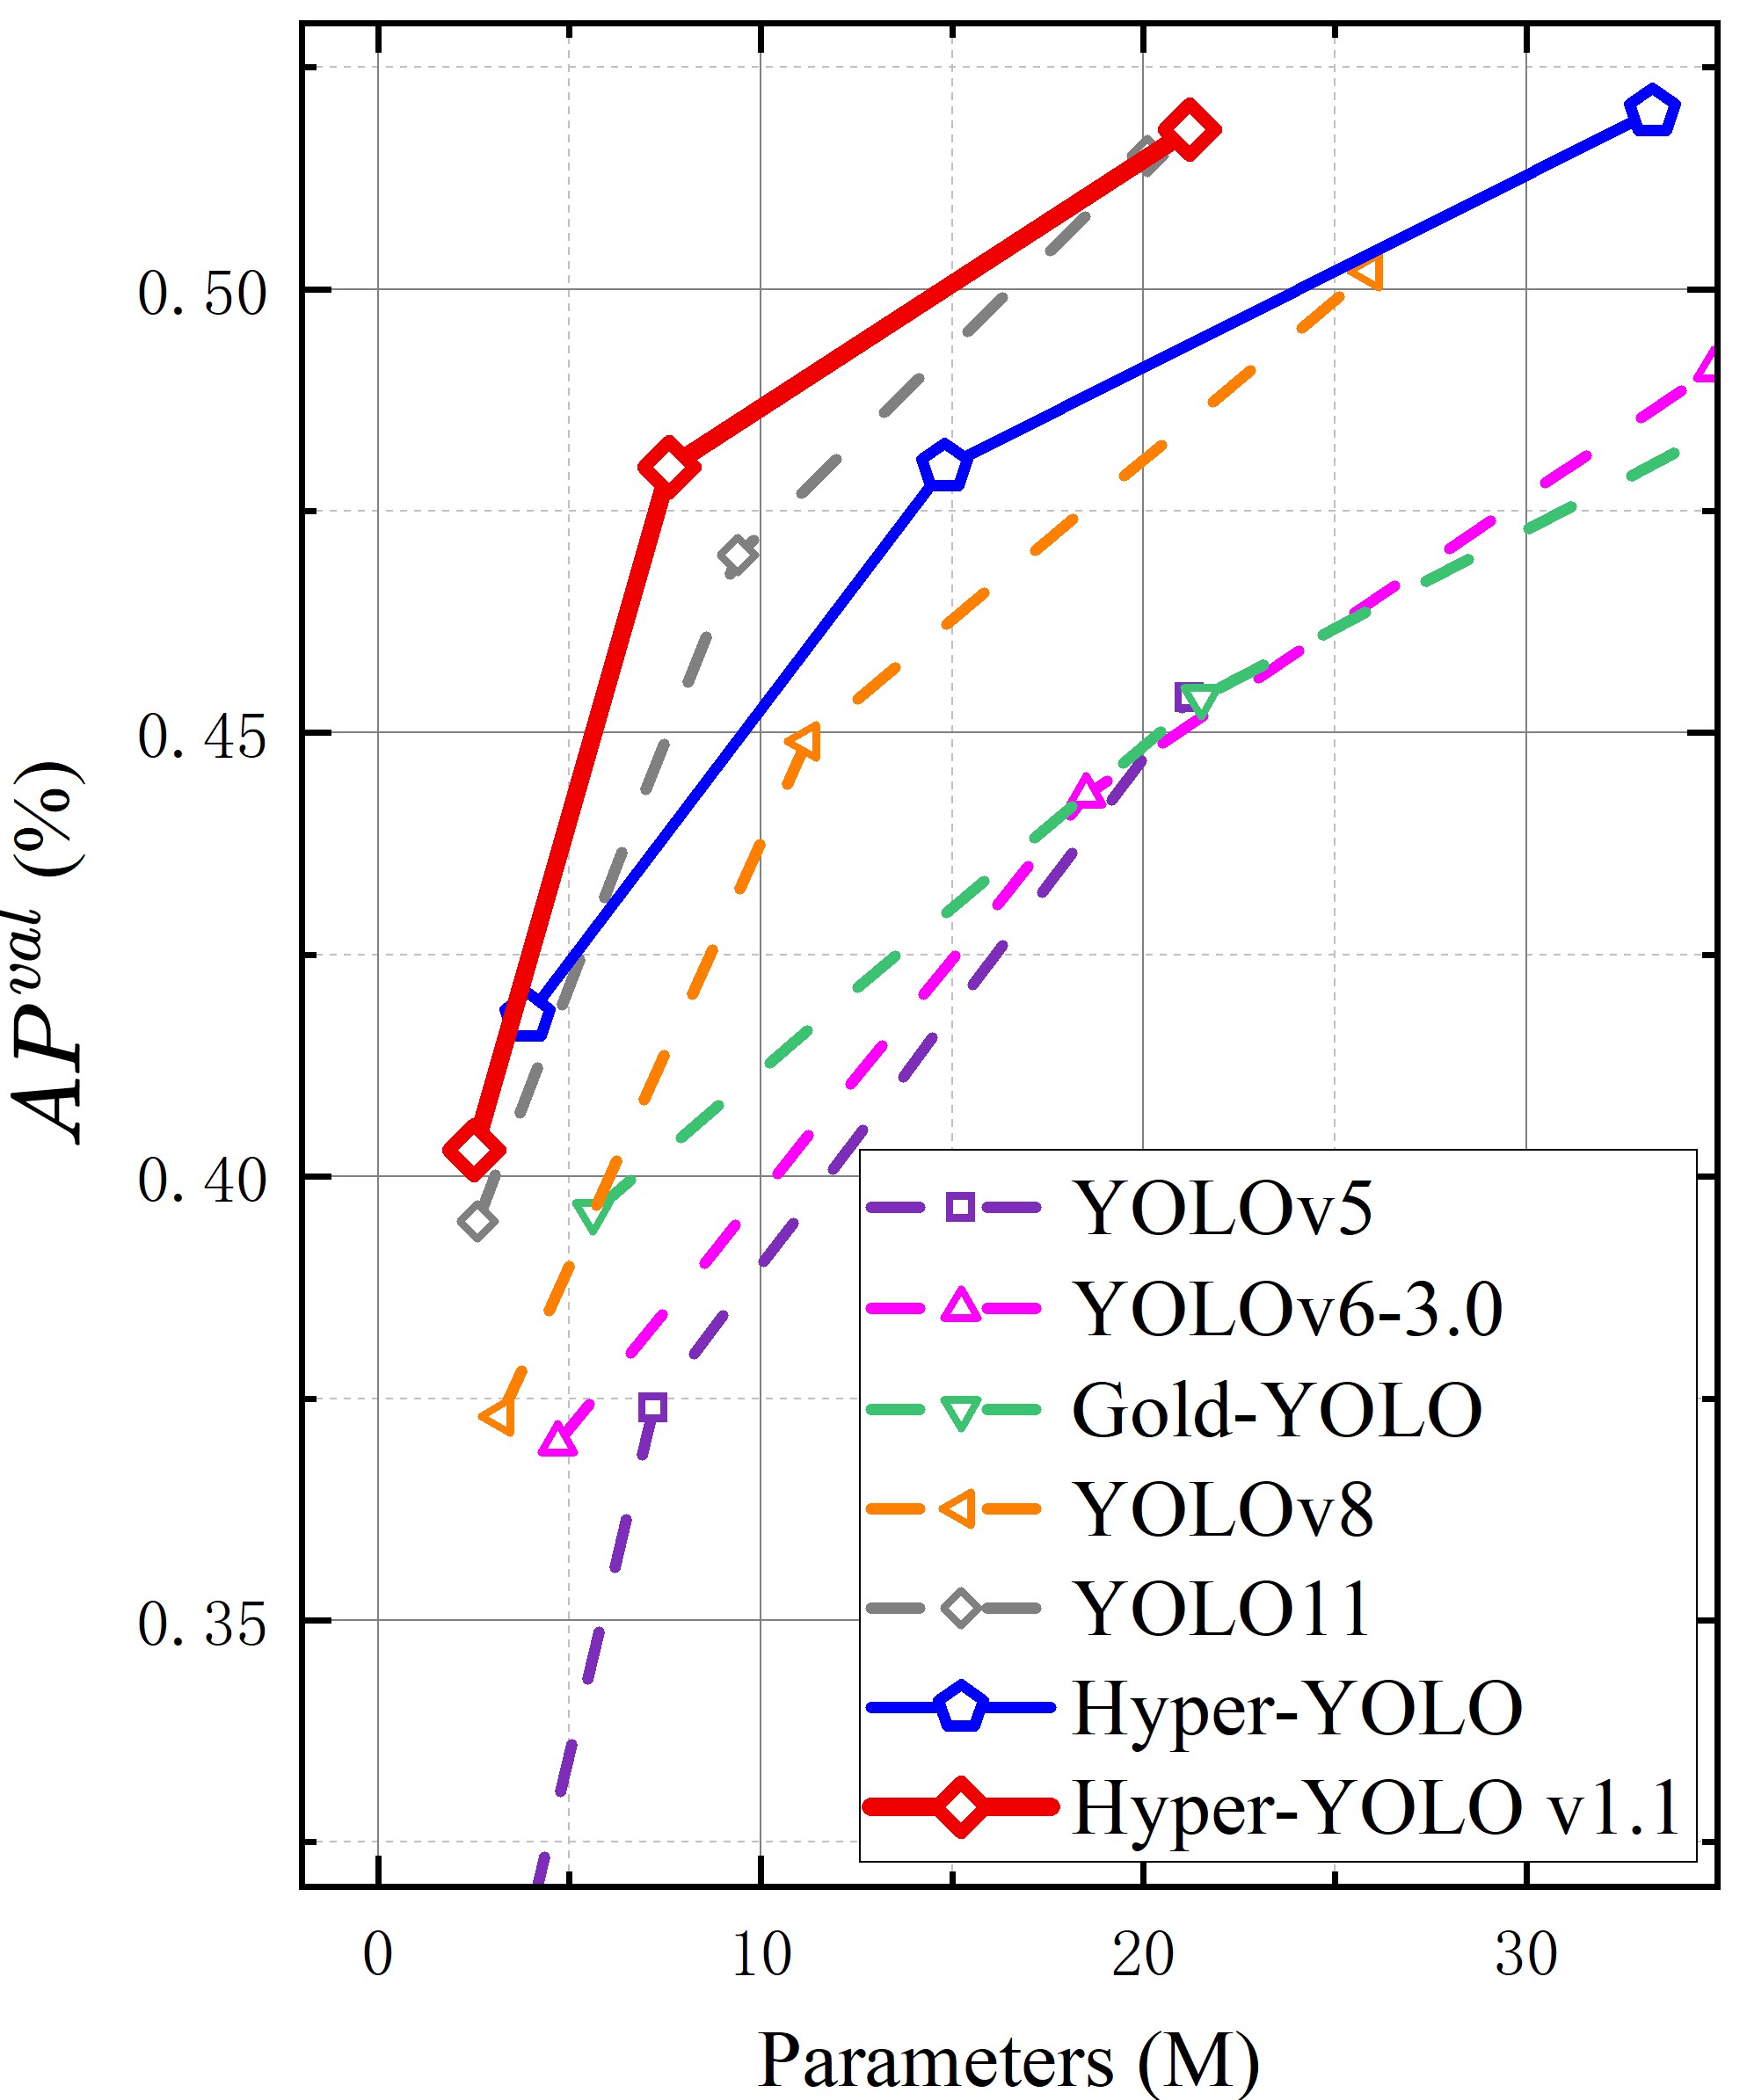 0.50
0.45
0.40
0.35
AP^val (%)
0 10 20 30
Parameters (M)
YOLOv5
YOLOv6-3.0
Gold-YOLO
YOLOv8
YOLO11
Hyper-YOLO
Hyper-YOLO v1.1